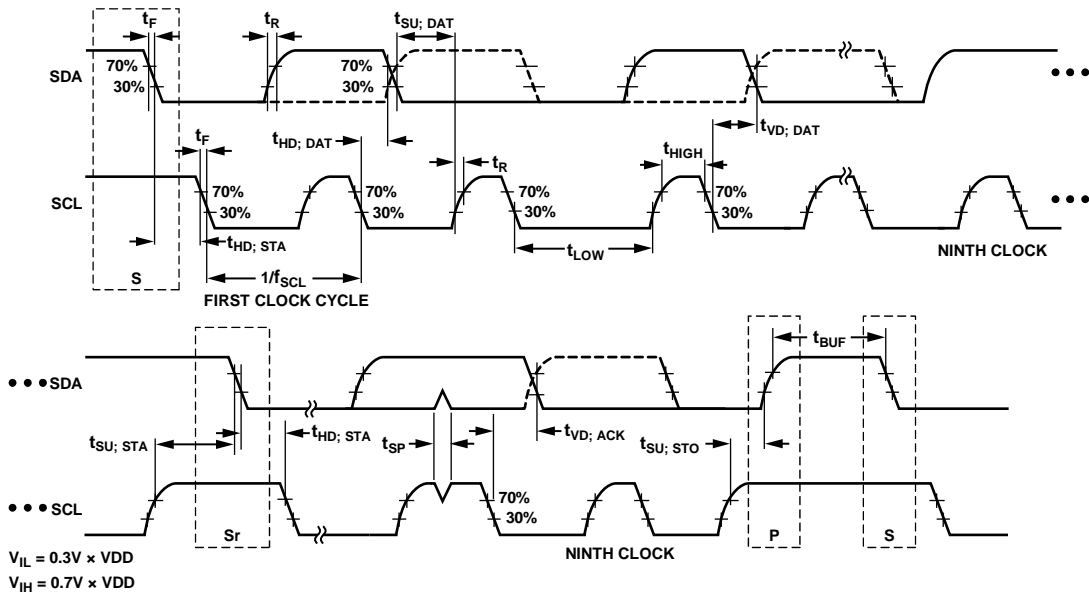 tF
tR
tSU; DAT
SDA
70%
30%
70%
30%
•••
tF
tHD; DAT
tR
tHIGH
tVD; DAT
SCL
70%
30%
70%
30%
70%
30%
•••
tHD; STA
tLOW
NINTH CLOCK
S
1/fSCL
FIRST CLOCK CYCLE
tBUF
•••SDA
tSU; STA
tHD; STA
tSP
tVD; ACK
tSU; STO
•••SCL
70%
30%
Sr
NINTH CLOCK
P
S
VIL = 0.3V × VDD
VIH = 0.7V × VDD